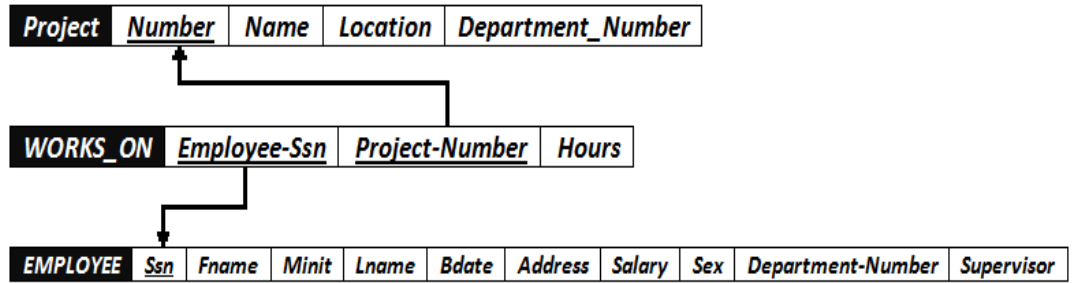 Project Number Name Location Department_Number
WORKS_ON Employee-Ssn Project-Number Hours
EMPLOYEE Ssn Fname Minit Lname Bdate Address Salary Sex Department-Number Supervisor